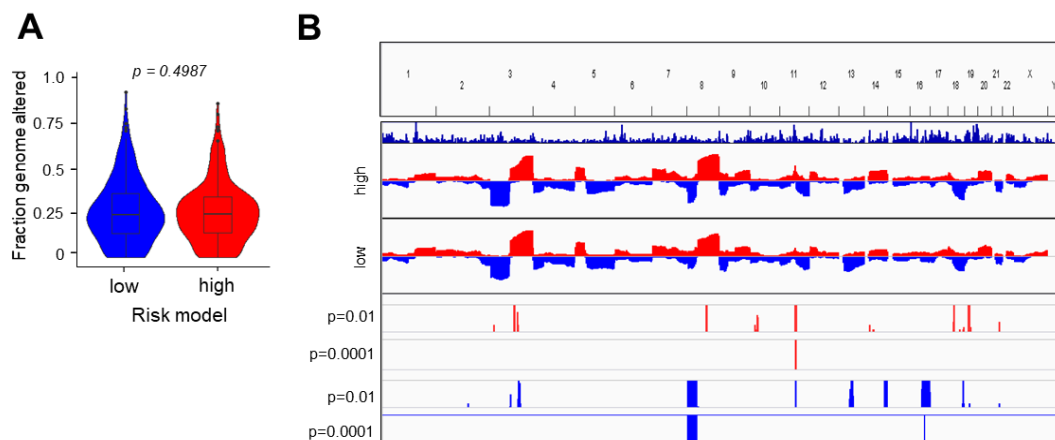 A
p = 0.4987
1.0
0.75
0.5
0.25
0
Fraction genome altered
low high
Risk model
B
1 3 5 7 9 11 13 15 17 19 21 X
2 4 6 8 10 12 14 16 18 20 22 Y
high
low
p=0.01
p=0.0001
p=0.01
p=0.0001